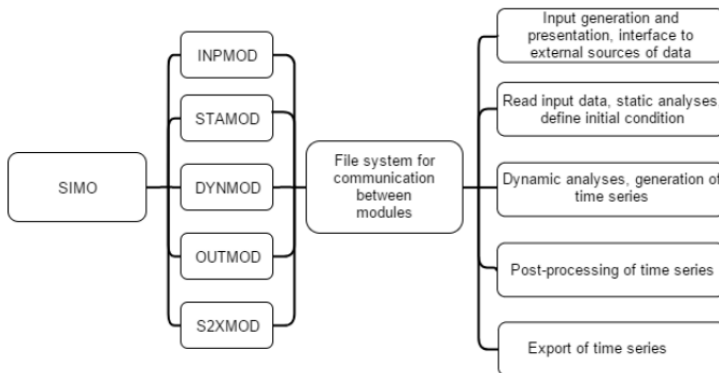 SIMO
INPMOD
STAMOD
DYNMOD
OUTMOD
S2XMOD
File system for
communication
between
modules
Input generation and
presentation, interface to
external sources of data
Read input data, static analyses,
define initial condition
Dynamic analyses, generation of
time series
Post-processing of time series
Export of time series